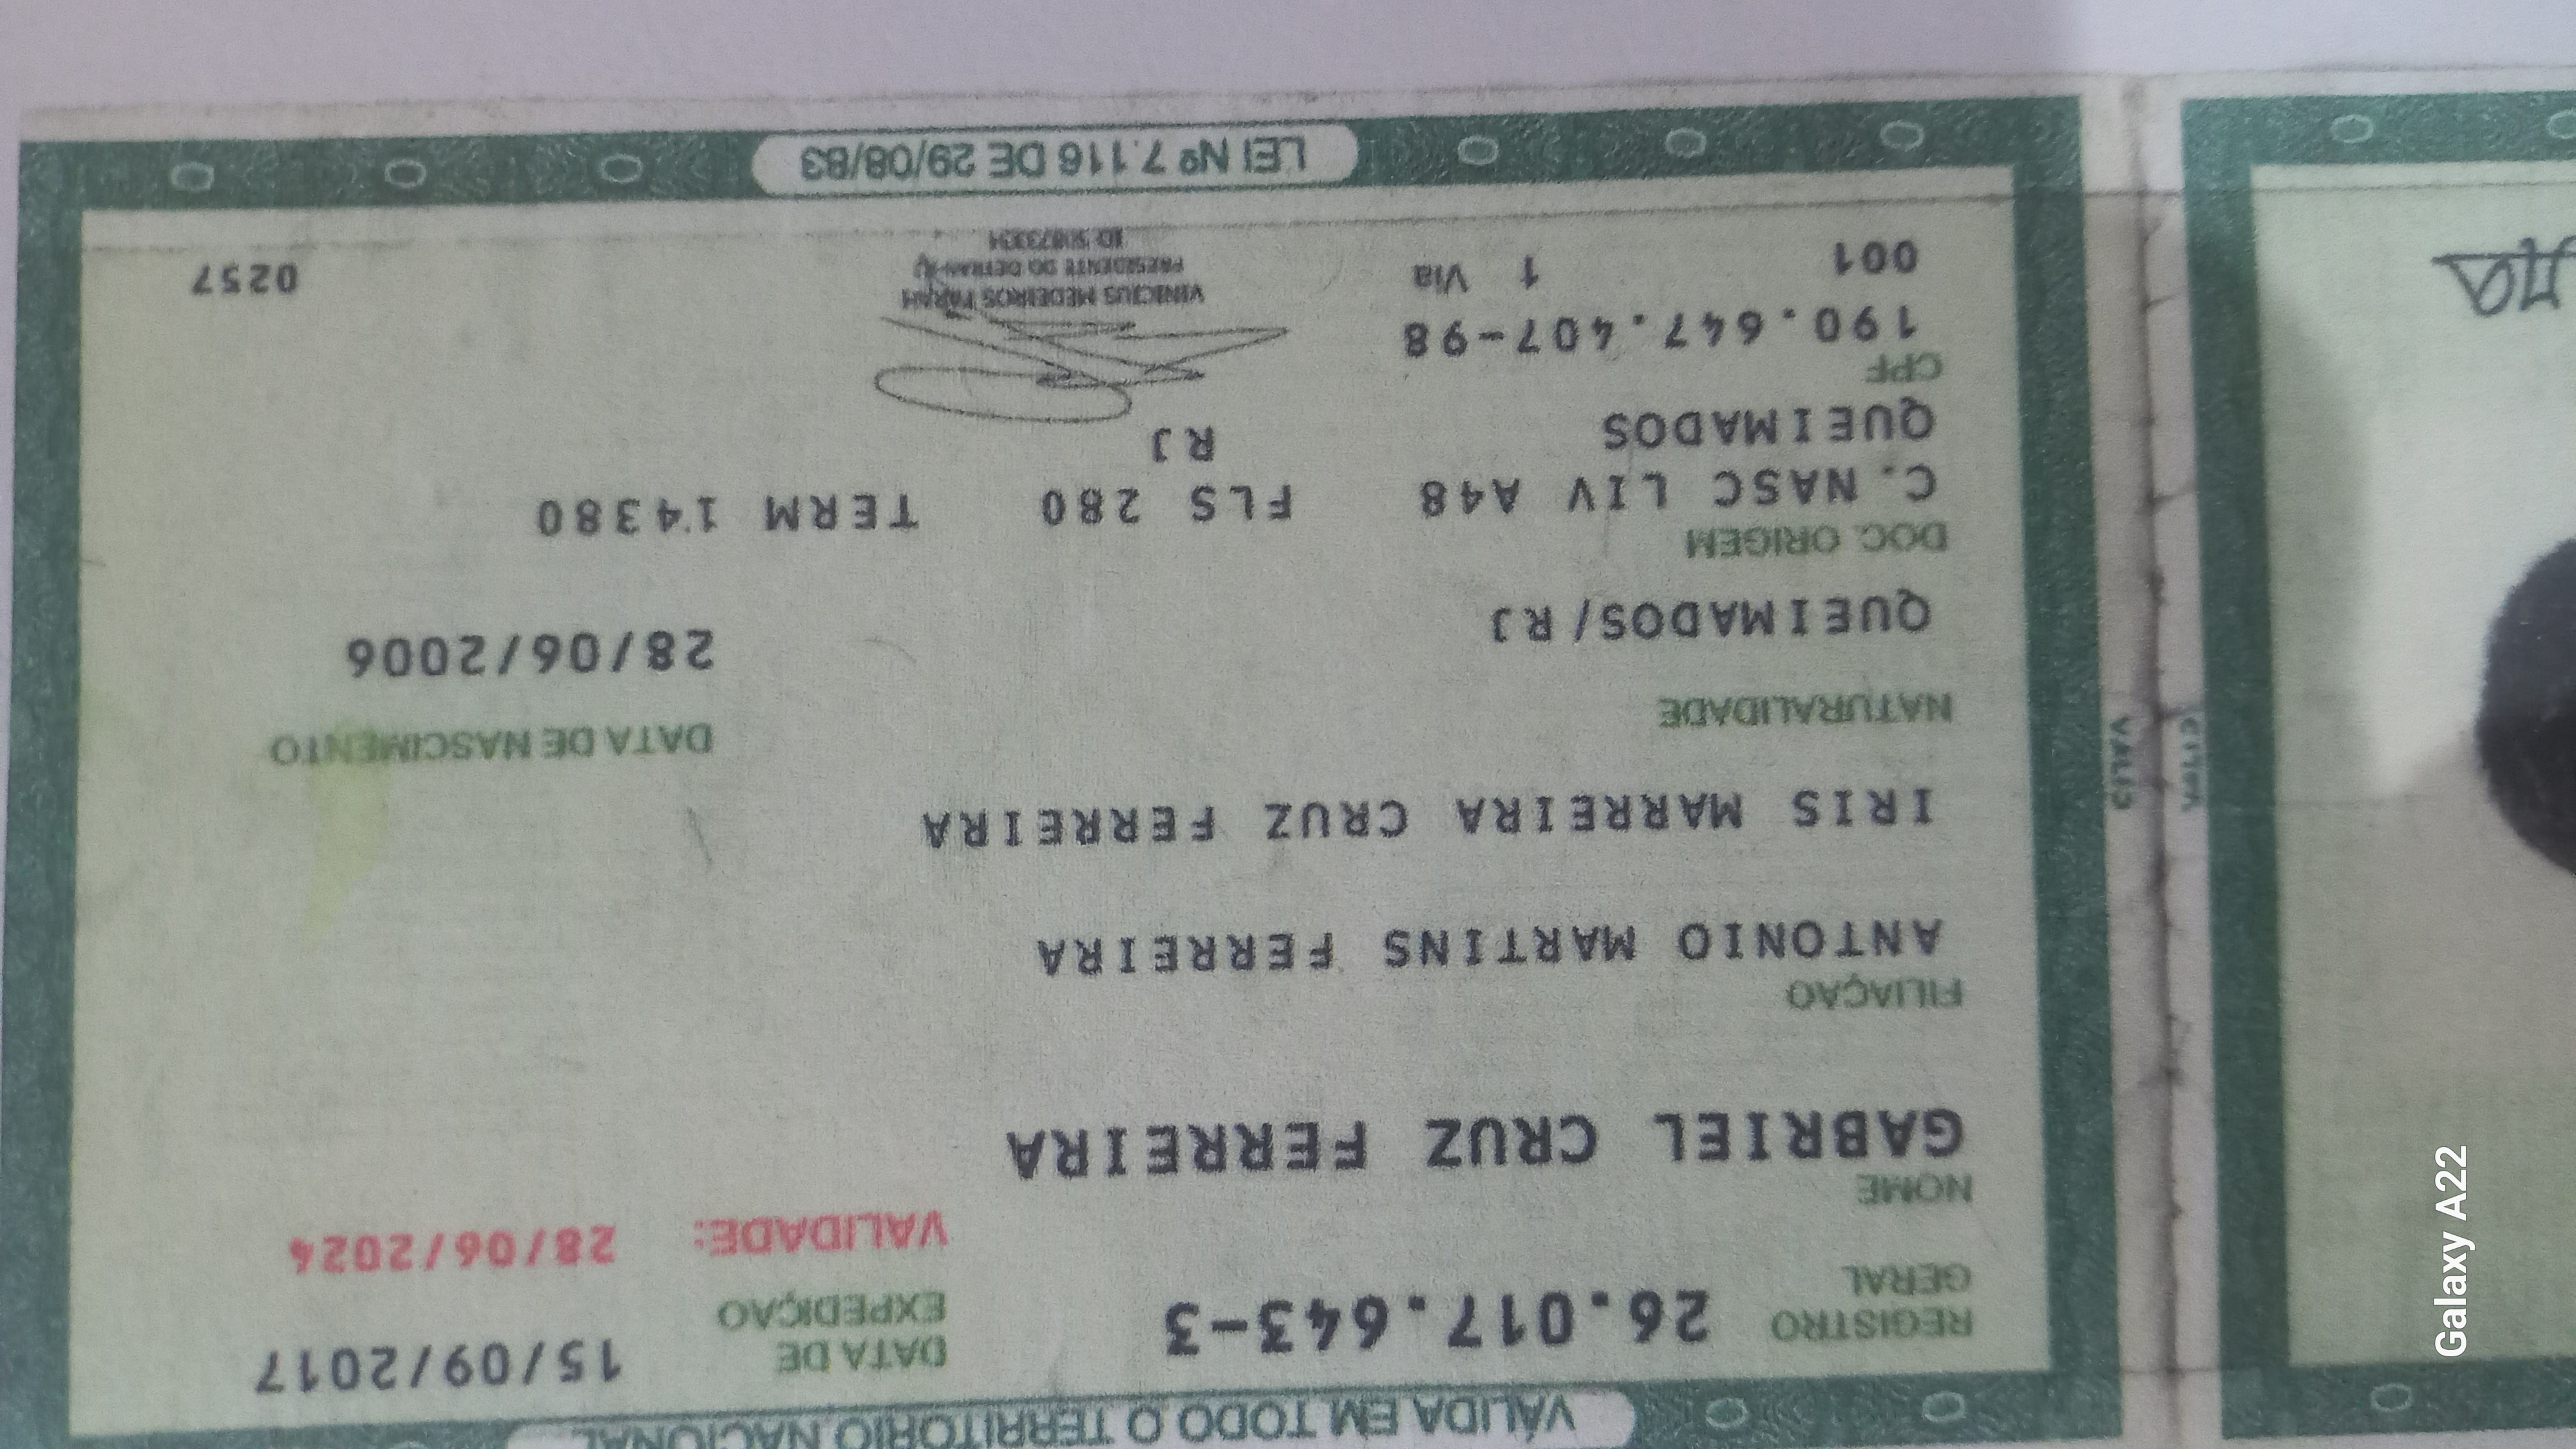 VÁLIDA EM TODO O TERRITÓRIO NACIONAL
REGISTRO GERAL 26.017.643-3 DATA DE EXPEDIÇÃO 15/09/2017
VALIDADE: 28/06/2024
NOME
GABRIEL CRUZ FERREIRA
FILIAÇÃO
ANTONIO MARTINS FERREIRA
IRIS MARREIRA CRUZ FERREIRA
NATURALIDADE DATA DE NASCIMENTO
QUEIMADOS/RJ 28/06/2006
DOC. ORIGEM
C. NASC LIV A48 FLS 280 TERM 14380
QUEIMADOS RJ
CPF
190.647.407-98
001 1 Via
VINICIUS MEDEIROS FARAH
PRESIDENTE DO DETRAN-RJ
0257
LEI Nº 7.116 DE 29/08/83
Galaxy A22